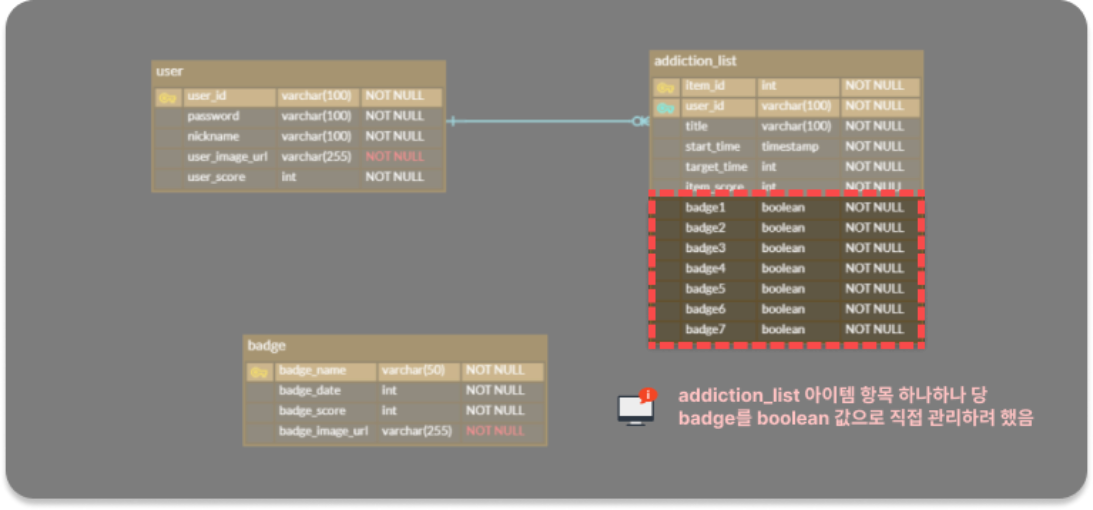 user
user_id varchar(100) NOT NULL
password varchar(100) NOT NULL
nickname varchar(100) NOT NULL
user_image_url varchar(255) NOT NULL
user_score int NOT NULL
addiction_list
item_id int NOT NULL
user_id varchar(100) NOT NULL
title varchar(100) NOT NULL
start_time timestamp NOT NULL
target_time int NOT NULL
item_score int NOT NULL
badge1 boolean NOT NULL
badge2 boolean NOT NULL
badge3 boolean NOT NULL
badge4 boolean NOT NULL
badge5 boolean NOT NULL
badge6 boolean NOT NULL
badge7 boolean NOT NULL
badge
badge_name varchar(50) NOT NULL
badge_date int NOT NULL
badge_score int NOT NULL
badge_image_url varchar(255) NOT NULL
addiction_list 아이템 항목 하나하나 당
badge를 boolean 값으로 직접 관리하려 했음